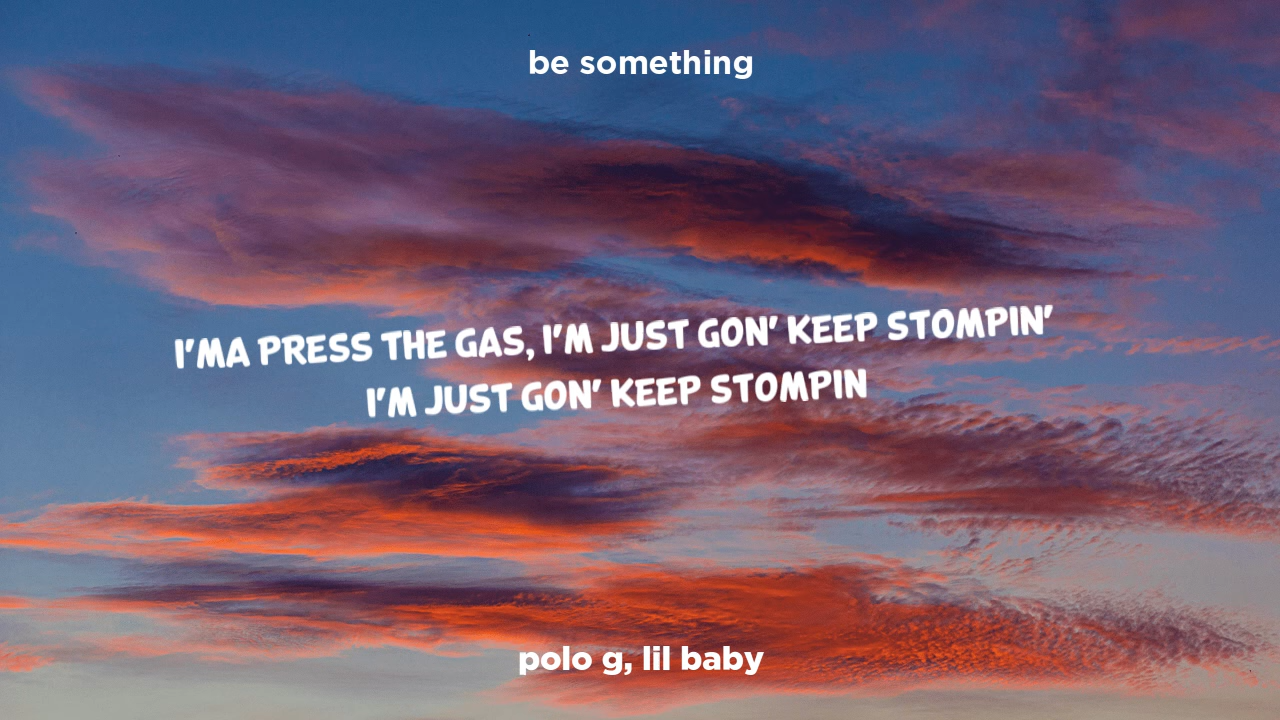 be something
I'MA PRESS THE GAS, I'M JUST GON' KEEP STOMPIN'
I'M JUST GON' KEEP STOMPIN
polo g, lil baby